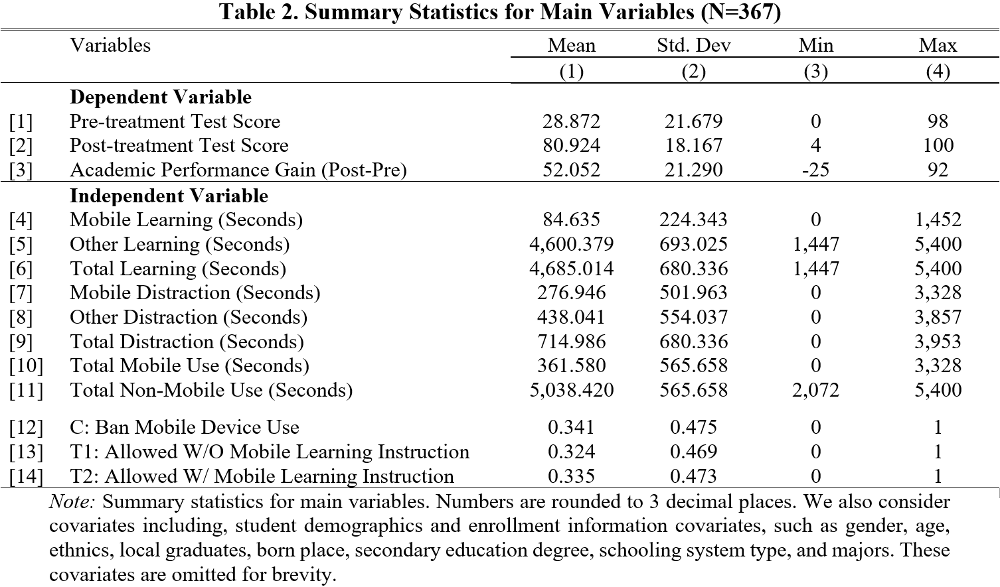 Table 2. Summary Statistics for Main Variables (N=367)
Variables Mean Std. Dev Min Max
(1) (2) (3) (4)
Dependent Variable
[1] Pre-treatment Test Score 28.872 21.679 0 98
[2] Post-treatment Test Score 80.924 18.167 4 100
[3] Academic Performance Gain (Post-Pre) 52.052 21.290 -25 92
Independent Variable
[4] Mobile Learning (Seconds) 84.635 224.343 0 1,452
[5] Other Learning (Seconds) 4,600.379 693.025 1,447 5,400
[6] Total Learning (Seconds) 4,685.014 680.336 1,447 5,400
[7] Mobile Distraction (Seconds) 276.946 501.963 0 3,328
[8] Other Distraction (Seconds) 438.041 554.037 0 3,857
[9] Total Distraction (Seconds) 714.986 680.336 0 3,953
[10] Total Mobile Use (Seconds) 361.580 565.658 0 3,328
[11] Total Non-Mobile Use (Seconds) 5,038.420 565.658 2,072 5,400
[12] C: Ban Mobile Device Use 0.341 0.475 0 1
[13] T1: Allowed W/O Mobile Learning Instruction 0.324 0.469 0 1
[14] T2: Allowed W/ Mobile Learning Instruction 0.335 0.473 0 1
Note: Summary statistics for main variables. Numbers are rounded to 3 decimal places. We also consider
covariates including, student demographics and enrollment information covariates, such as gender, age,
ethnics, local graduates, born place, secondary education degree, schooling system type, and majors. These
covariates are omitted for brevity.